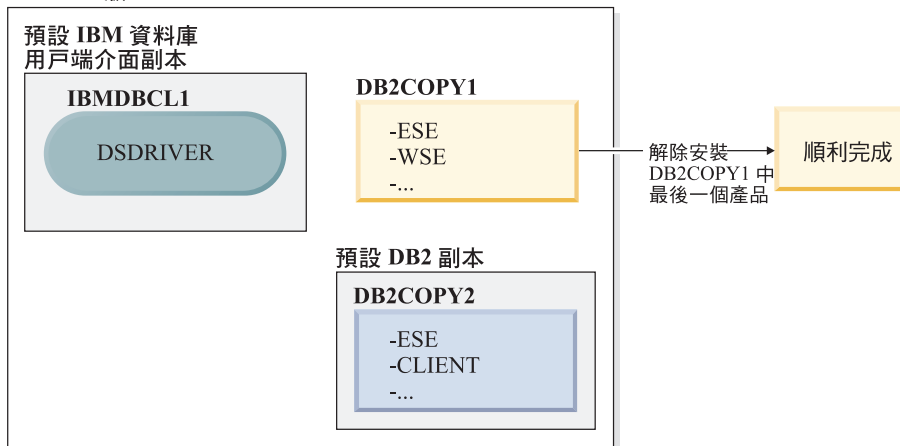 預設 IBM 資料庫
用戶端介面副本
IBMDBCL1
DSDRIVER
DB2COPY1
-ESE
-WSE
-...
解除安裝
DB2COPY1 中
最後一個產品
順利完成
預設 DB2 副本
DB2COPY2
-ESE
-CLIENT
-...